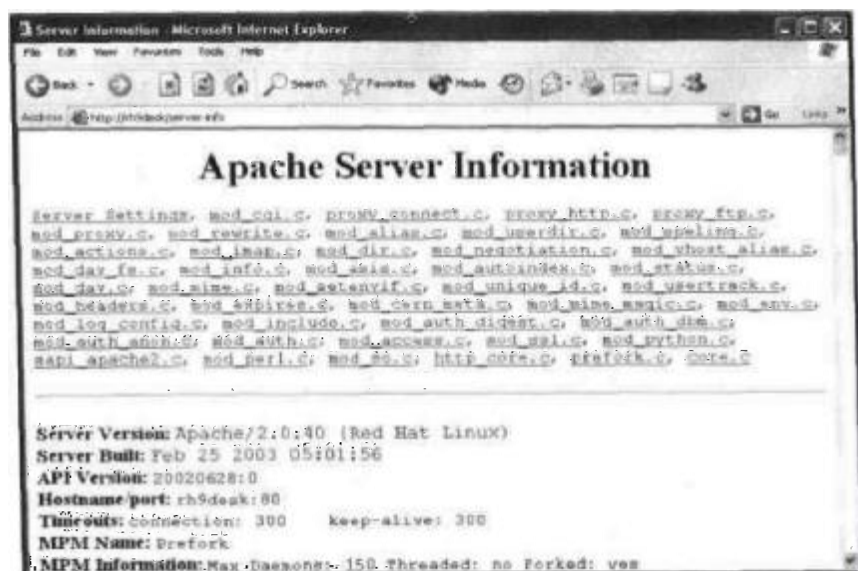 Server Information - Microsoft Internet Explorer
File Edit View Favorites Tools Help
Back Search Favorites Media
Address http://rh9desk/server-info Go Links
Apache Server Information
Server Settings, mod_cgi.c, proxy_connect.c, proxy_http.c, proxy_ftp.c,
mod_proxy.c, mod_rewrite.c, mod_alias.c, mod_userdir.c, mod_speling.c,
mod_actions.c, mod_imap.c, mod_dir.c, mod_negotiation.c, mod_vhost_alias.c,
mod_dav_fs.c, mod_info.c, mod_asis.c, mod_autoindex.c, mod_status.c,
mod_dav.c, mod_mime.c, mod_setenvif.c, mod_unique_id.c, mod_usertrack.c,
mod_headers.c, mod_expires.c, mod_cern_meta.c, mod_mime_magic.c, mod_env.c,
mod_log_config.c, mod_include.c, mod_auth_digest.c, mod_auth_dbm.c,
mod_auth_anon.c, mod_auth.c, mod_access.c, mod_ssl.c, mod_python.c,
sapi_apache2.c, mod_perl.c, mod_so.c, http_core.c, prefork.c, core.c
Server Version: Apache/2.0.40 (Red Hat Linux)
Server Built: Feb 25 2003 05:01:56
API Version: 20020628:0
Hostname/port: rh9desk:80
Timeouts: connection: 300 keep-alive: 300
MPM Name: Prefork
MPM Information: Max Daemons: 150 Threaded: no Forked: yes